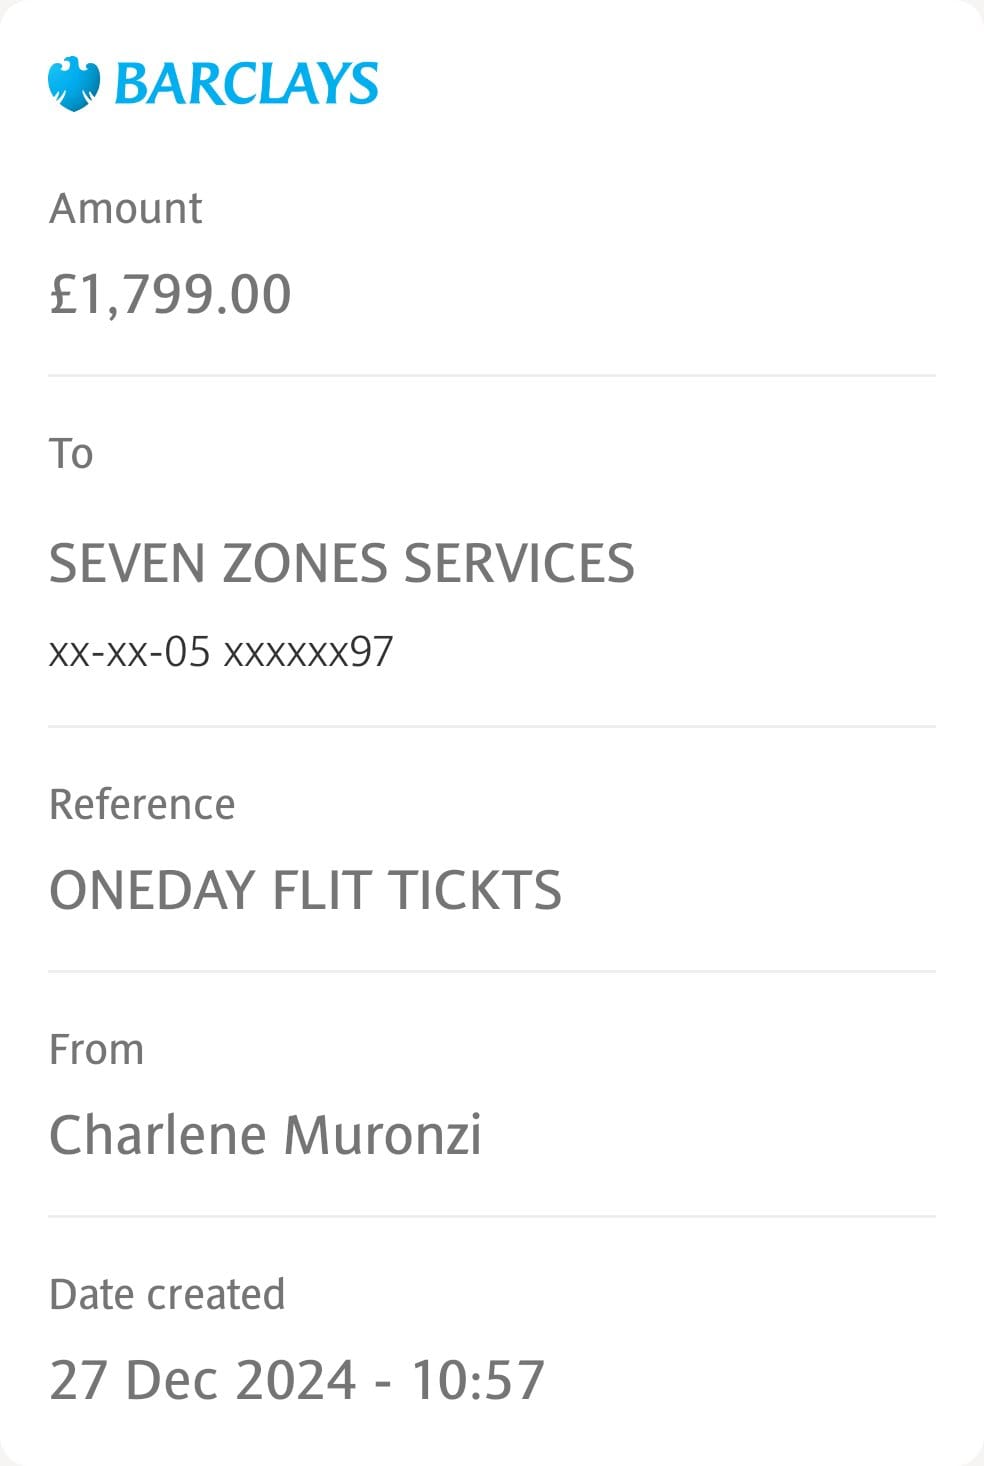 BARCLAYS
Amount
£1,799.00
To
SEVEN ZONES SERVICES
xx-xx-05 xxxxxx97
Reference
ONEDAY FLIT TICKTS
From
Charlene Muronzi
Date created
27 Dec 2024 - 10:57